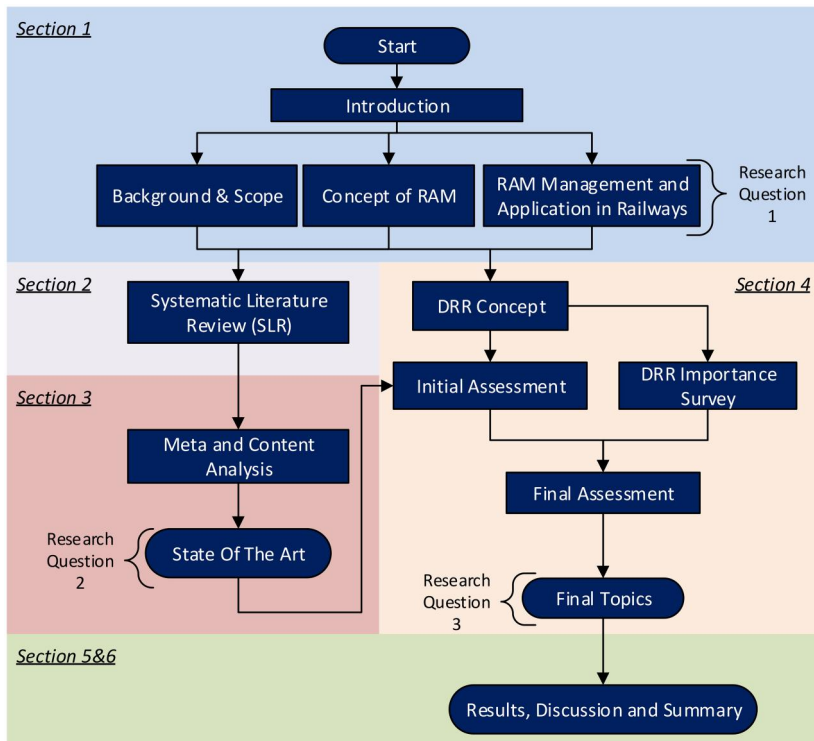 Section 1
Start
Introduction
Background & Scope
Concept of RAM
RAM Management and
Application in Railways
Research
Question
1
Section 2
Systematic Literature
Review (SLR)
DRR Concept
Section 4
Initial Assessment
DRR Importance
Survey
Section 3
Meta and Content
Analysis
Final Assessment
Research
Question
2
State Of The Art
Research
Question
3
Final Topics
Section 5&6
Results, Discussion and Summary